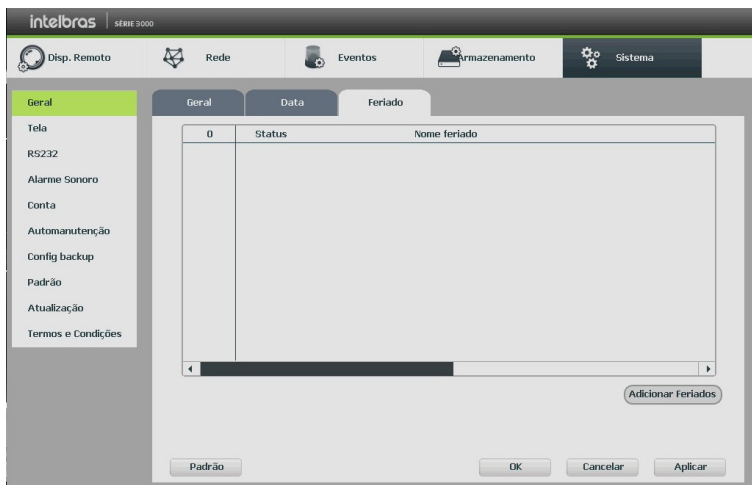 intelbras SÉRIE 3000
Disp. Remoto Rede Eventos Armazenamento Sistema
Geral
Tela
RS232
Alarme Sonoro
Conta
Automanutenção
Config backup
Padrão
Atualização
Termos e Condições
Geral Data Feriado
0 Status Nome feriado
Adicionar Feriados
Padrão OK Cancelar Aplicar